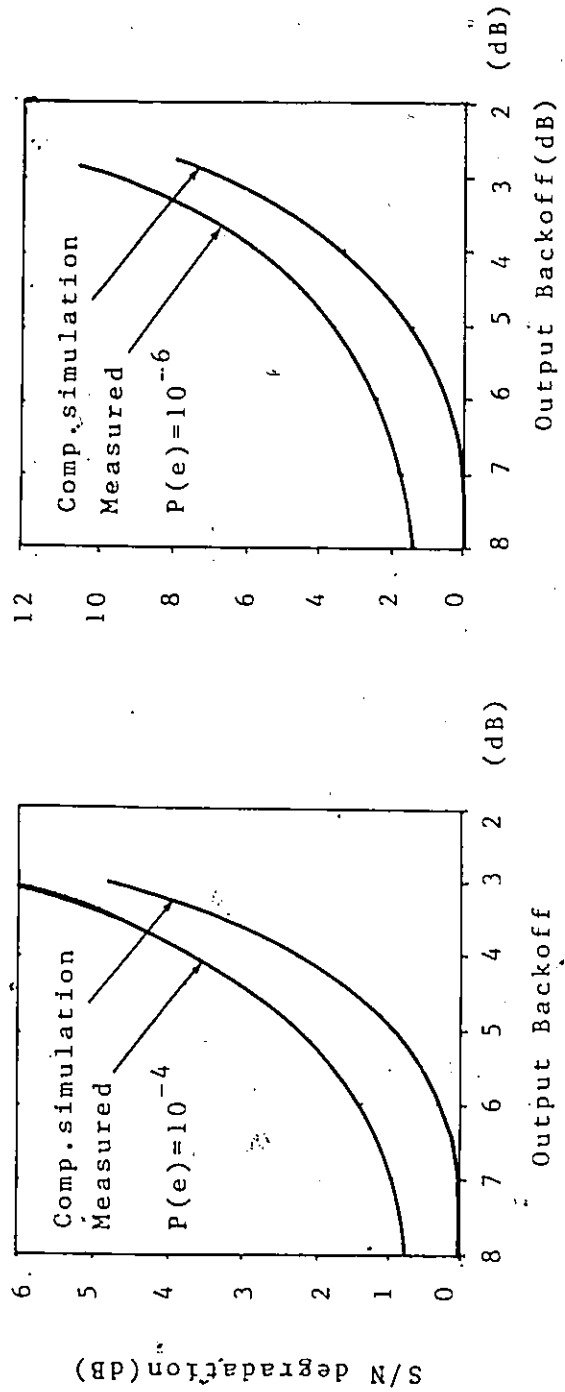 6
5
4
3
2
1
0
S/N degradation(dB)
Comp.simulation
Measured
P(e)=10⁻⁴
8 7 6 5 4 3 2
(dB)
Output Backoff
12
10
8
6
4
2
0
Comp.simulation
Measured
P(e)=10⁻⁶
8 7 6 5 4 3 2
(dB)
Output Backoff(dB)